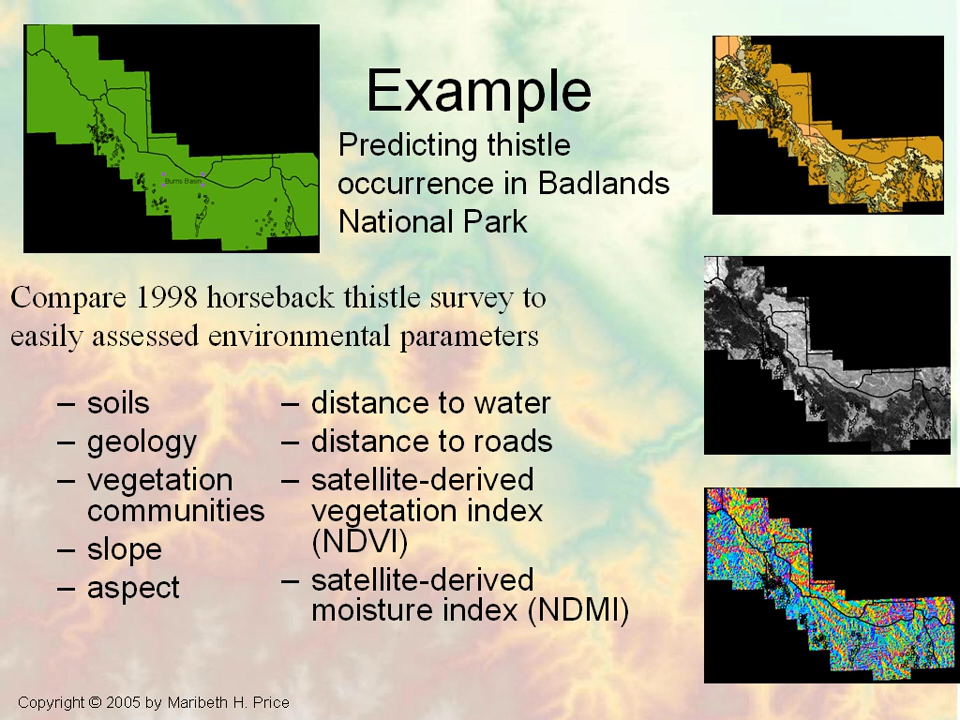 Example
Predicting thistle
occurrence in Badlands
National Park
Burns Basin
Compare 1998 horseback thistle survey to
easily assessed environmental parameters
– soils
– geology
– vegetation
communities
– slope
– aspect
– distance to water
– distance to roads
– satellite-derived
vegetation index
(NDVI)
– satellite-derived
moisture index (NDMI)
Copyright © 2005 by Maribeth H. Price